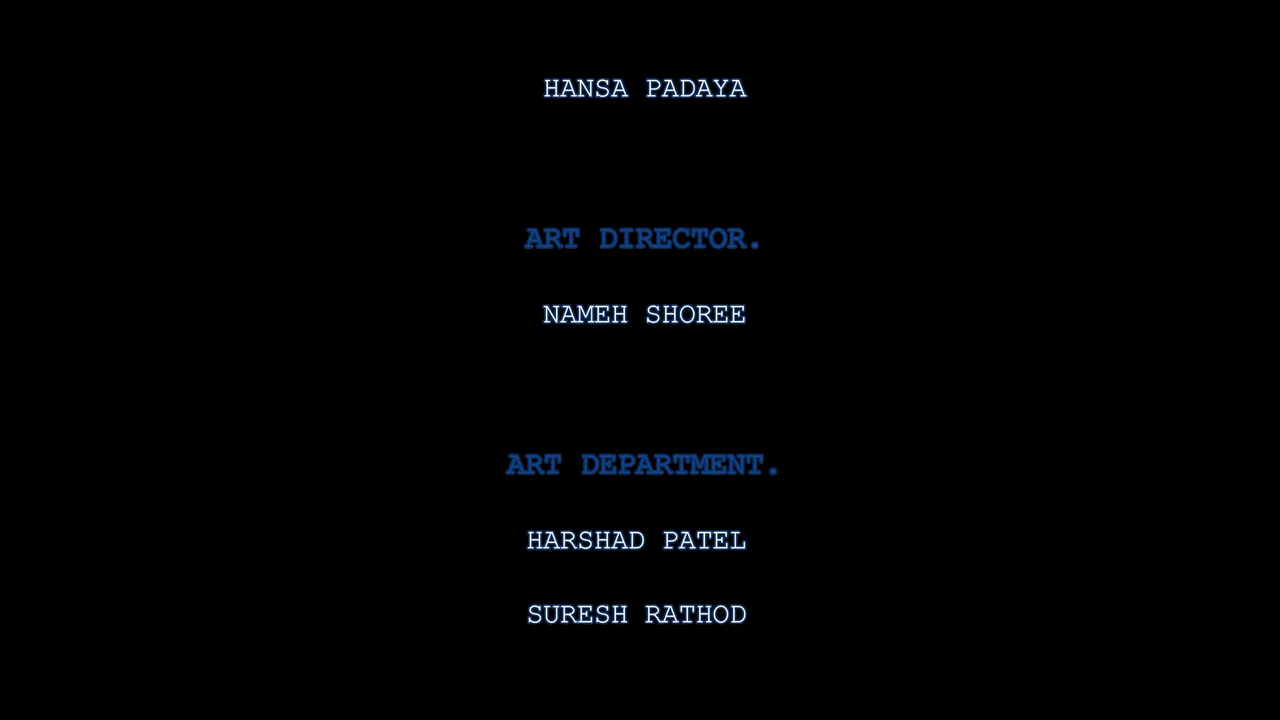 HANSA PADAYA
ART DIRECTOR.
NAMEH SHOREE
ART DEPARTMENT.
HARSHAD PATEL
SURESH RATHOD